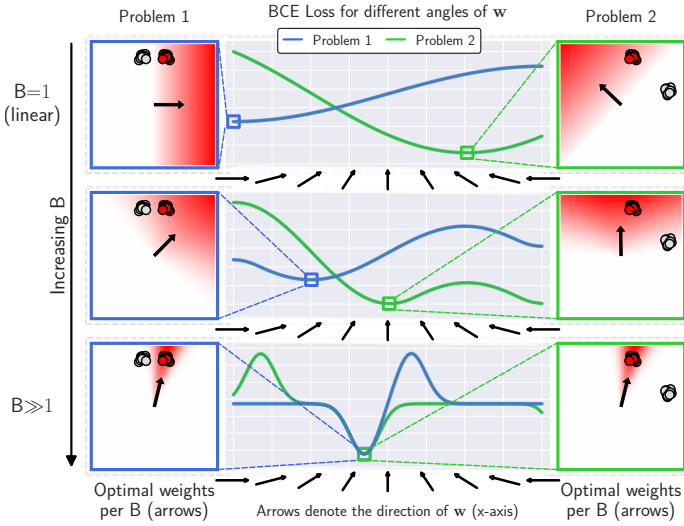 Problem 1
BCE Loss for different angles of w
Problem 2
Problem 1
Problem 2
B=1
(linear)
Increasing B
B≫1
Optimal weights
per B (arrows)
Arrows denote the direction of w (x-axis)
Optimal weights
per B (arrows)